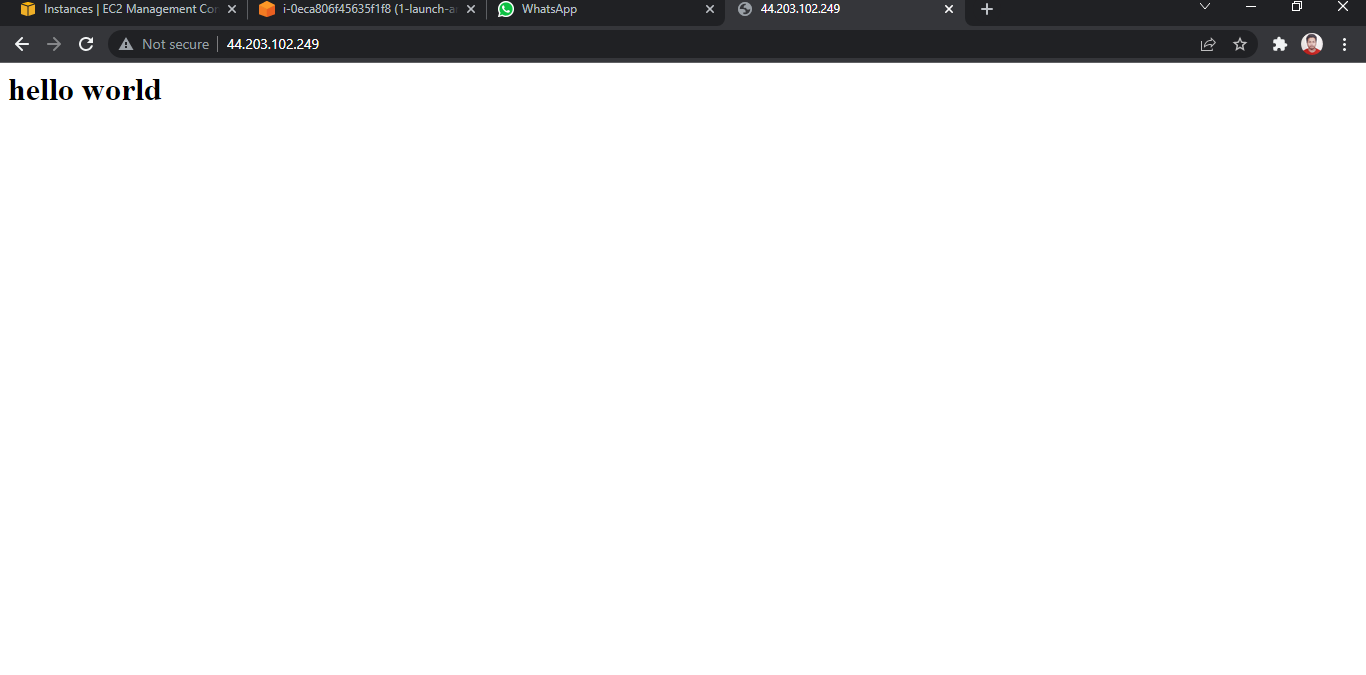 Instances | EC2 Management Con
i-0eca806f45635f1f8 (1-launch-a
WhatsApp
44.203.102.249
Not secure
44.203.102.249
hello world